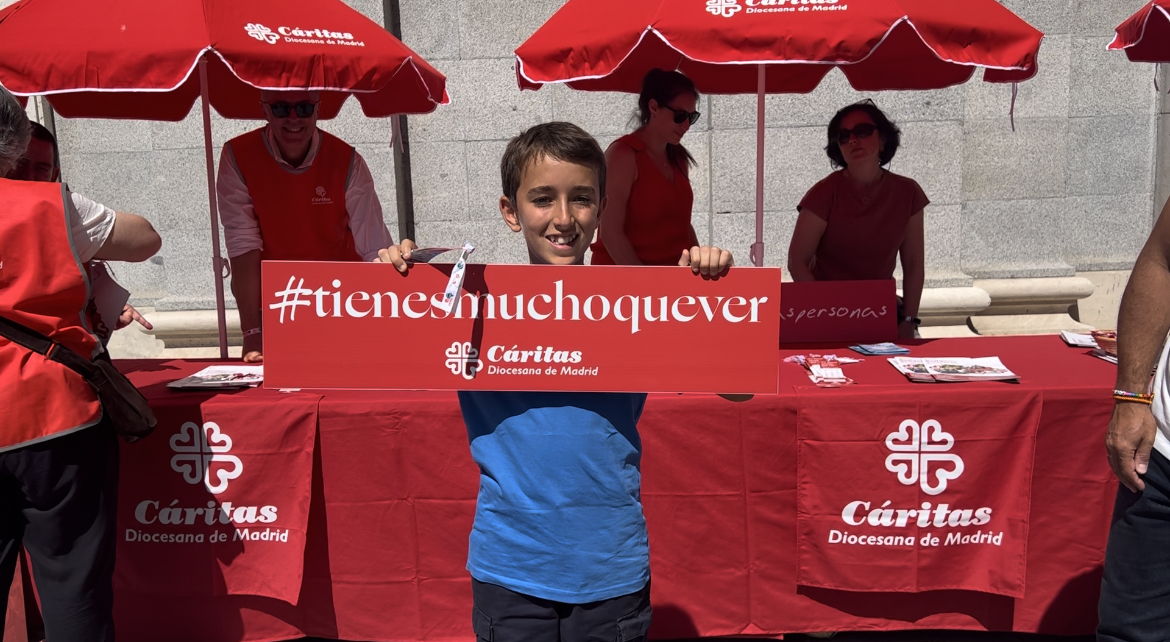 Cáritas
Diocesana de Madrid
Cáritas
Diocesana de Madrid
#tienesmuchoquever
Cáritas
Diocesana de Madrid
spersonas
Cáritas
Diocesana de Madrid
Cáritas
Diocesana de Madrid